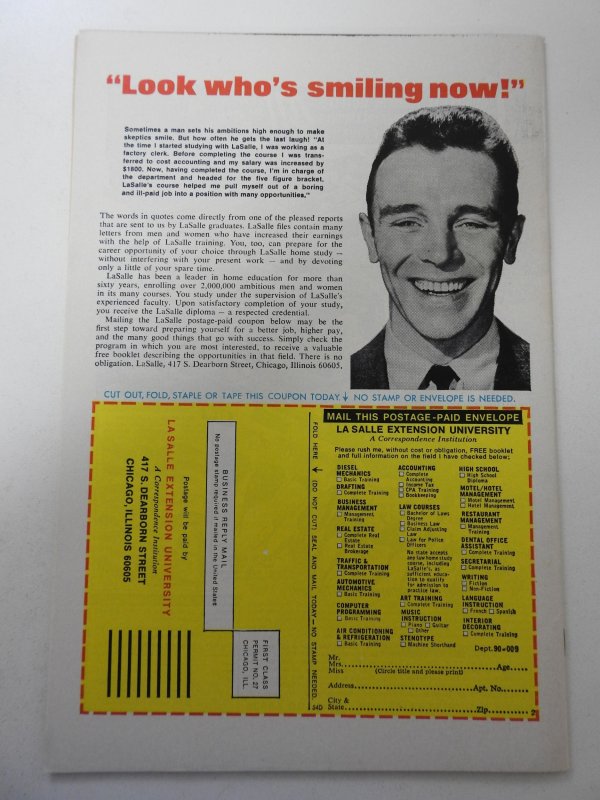 “Look who's smiling now!”
Sometimes a man sets his ambitions high enough to make
skeptics smile. But how often he gets the last laugh! "At
the time I started studying with LaSalle, I was working as a
factory clerk. Before completing the course I was trans-
ferred to cost accounting and my salary was increased by
$1800. Now, having completed the course, I'm in charge of
the department and headed for the five figure bracket.
LaSalle's course helped me pull myself out of a boring
and ill-paid job into a position with many opportunities."
The words in quotes come directly from one of the pleased reports
that are sent to us by LaSalle graduates. LaSalle files contain many
letters from men and women who have increased their earnings
with the help of LaSalle training. You, too, can prepare for the
career opportunity of your choice through LaSalle home study —
without interfering with your present work — and by devoting
only a little of your spare time.
LaSalle has been a leader in home education for more than
sixty years, enrolling over 2,000,000 ambitious men and women
in its many courses. You study under the supervision of LaSalle's
experienced faculty. Upon satisfactory completion of your study,
you receive the LaSalle diploma — a respected credential.
Mailing the LaSalle postage-paid coupon below may be the
first step toward preparing yourself for a better job, higher pay,
and the many good things that go with success. Simply check the
program in which you are most interested, to receive a valuable
free booklet describing the opportunities in that field. There is no
obligation. LaSalle, 417 S. Dearborn Street, Chicago, Illinois 60605.
CUT OUT, FOLD, STAPLE OR TAPE THIS COUPON TODAY. ↓ NO STAMP OR ENVELOPE IS NEEDED.
BUSINESS REPLY MAIL
No postage stamp required if mailed in the United States
FIRST CLASS
PERMIT NO. 27
CHICAGO, ILL.
Postage will be paid by
LA SALLE EXTENSION UNIVERSITY
A Correspondence Institution
417 S. DEARBORN STREET
CHICAGO, ILLINOIS 60605
FOLD HERE ↓ (DO NOT CUT) SEAL AND MAIL TODAY — NO STAMP NEEDED. 54D
MAIL THIS POSTAGE-PAID ENVELOPE
LA SALLE EXTENSION UNIVERSITY
A Correspondence Institution
Please rush me, without cost or obligation, FREE booklet
and full information on the field I have checked below:
DIESEL
MECHANICS
Basic Training
DRAFTING
Complete Training
BUSINESS
MANAGEMENT
Management
Training
REAL ESTATE
Complete Real
Estate
Real Estate
Brokerage
TRAFFIC &
TRANSPORTATION
Complete Training
AUTOMOTIVE
MECHANICS
Basic Training
COMPUTER
PROGRAMMING
Basic Training
AIR CONDITIONING
& REFRIGERATION
Basic Training
ACCOUNTING
Complete
Accounting
Income Tax
CPA Training
Bookkeeping
LAW COURSES
Bachelor of Laws
Degree
Business Law
Claim Adjusting
Law
Law for Police
Officers
No state accepts
any law home study
course, including
LaSalle's, as
sufficient educa-
tion to qualify
for admission to
practice law.
ART TRAINING
Complete Training
MUSIC
INSTRUCTION
Piano Guitar
Other
STENOTYPE
Machine Shorthand
HIGH SCHOOL
High School
Diploma
MOTEL/HOTEL
MANAGEMENT
Motel Management
Hotel Management
RESTAURANT
MANAGEMENT
Management
Training
DENTAL OFFICE
ASSISTANT
Complete Training
SECRETARIAL
Complete Training
WRITING
Fiction
Non-Fiction
LANGUAGE
INSTRUCTION
French Spanish
INTERIOR
DECORATING
Complete Training
Dept. 90-009
Mr.
Mrs. Age
Miss (Circle title and please print)
Address Apt. No.
City &
State Zip 2